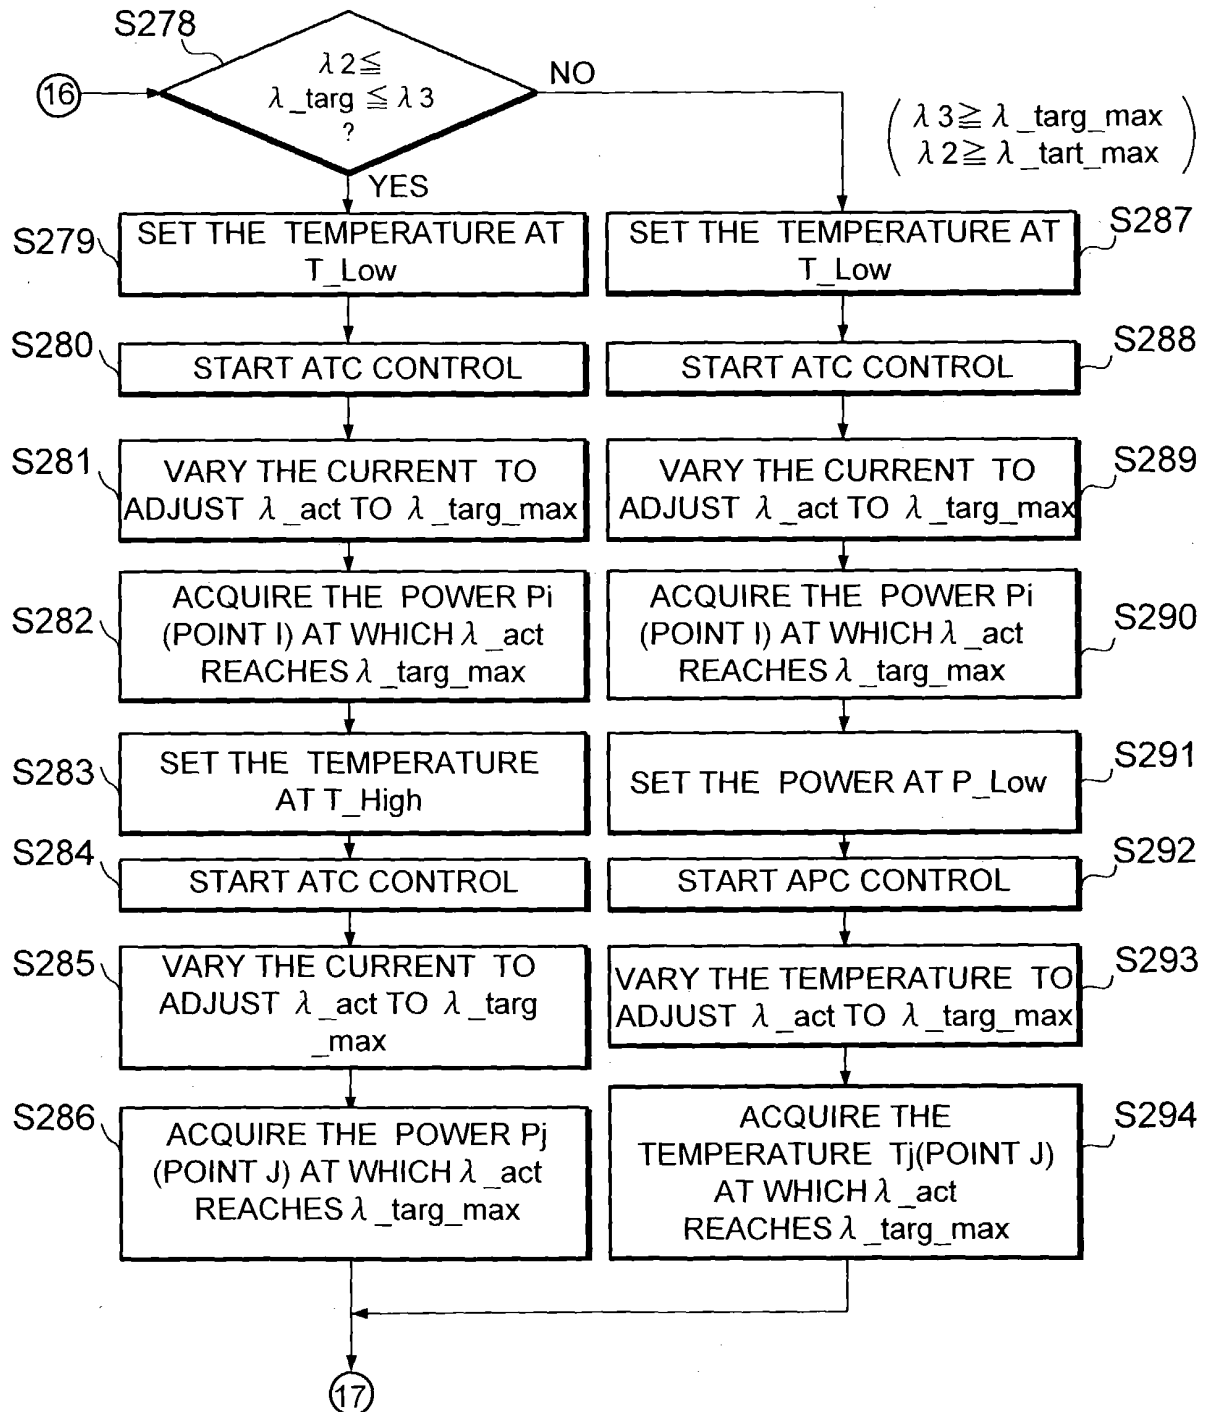 S278
λ2≦
λ_targ≦λ3
?
16
NO
YES
λ3≧λ_targ_max
λ2≧λ_tart_max
S279
SET THE TEMPERATURE AT
T_Low
S280
START ATC CONTROL
S281
VARY THE CURRENT TO
ADJUST λ_act TO λ_targ_max
S282
ACQUIRE THE POWER Pi
(POINT I) AT WHICH λ_act
REACHES λ_targ_max
S283
SET THE TEMPERATURE
AT T_High
S284
START ATC CONTROL
S285
VARY THE CURRENT TO
ADJUST λ_act TO λ_targ
_max
S286
ACQUIRE THE POWER Pj
(POINT J) AT WHICH λ_act
REACHES λ_targ_max
S287
SET THE TEMPERATURE AT
T_Low
S288
START ATC CONTROL
S289
VARY THE CURRENT TO
ADJUST λ_act TO λ_targ_max
S290
ACQUIRE THE POWER Pi
(POINT I) AT WHICH λ_act
REACHES λ_targ_max
S291
SET THE POWER AT P_Low
S292
START APC CONTROL
S293
VARY THE TEMPERATURE TO
ADJUST λ_act TO λ_targ_max
S294
ACQUIRE THE
TEMPERATURE Tj(POINT J)
AT WHICH λ_act
REACHES λ_targ_max
17